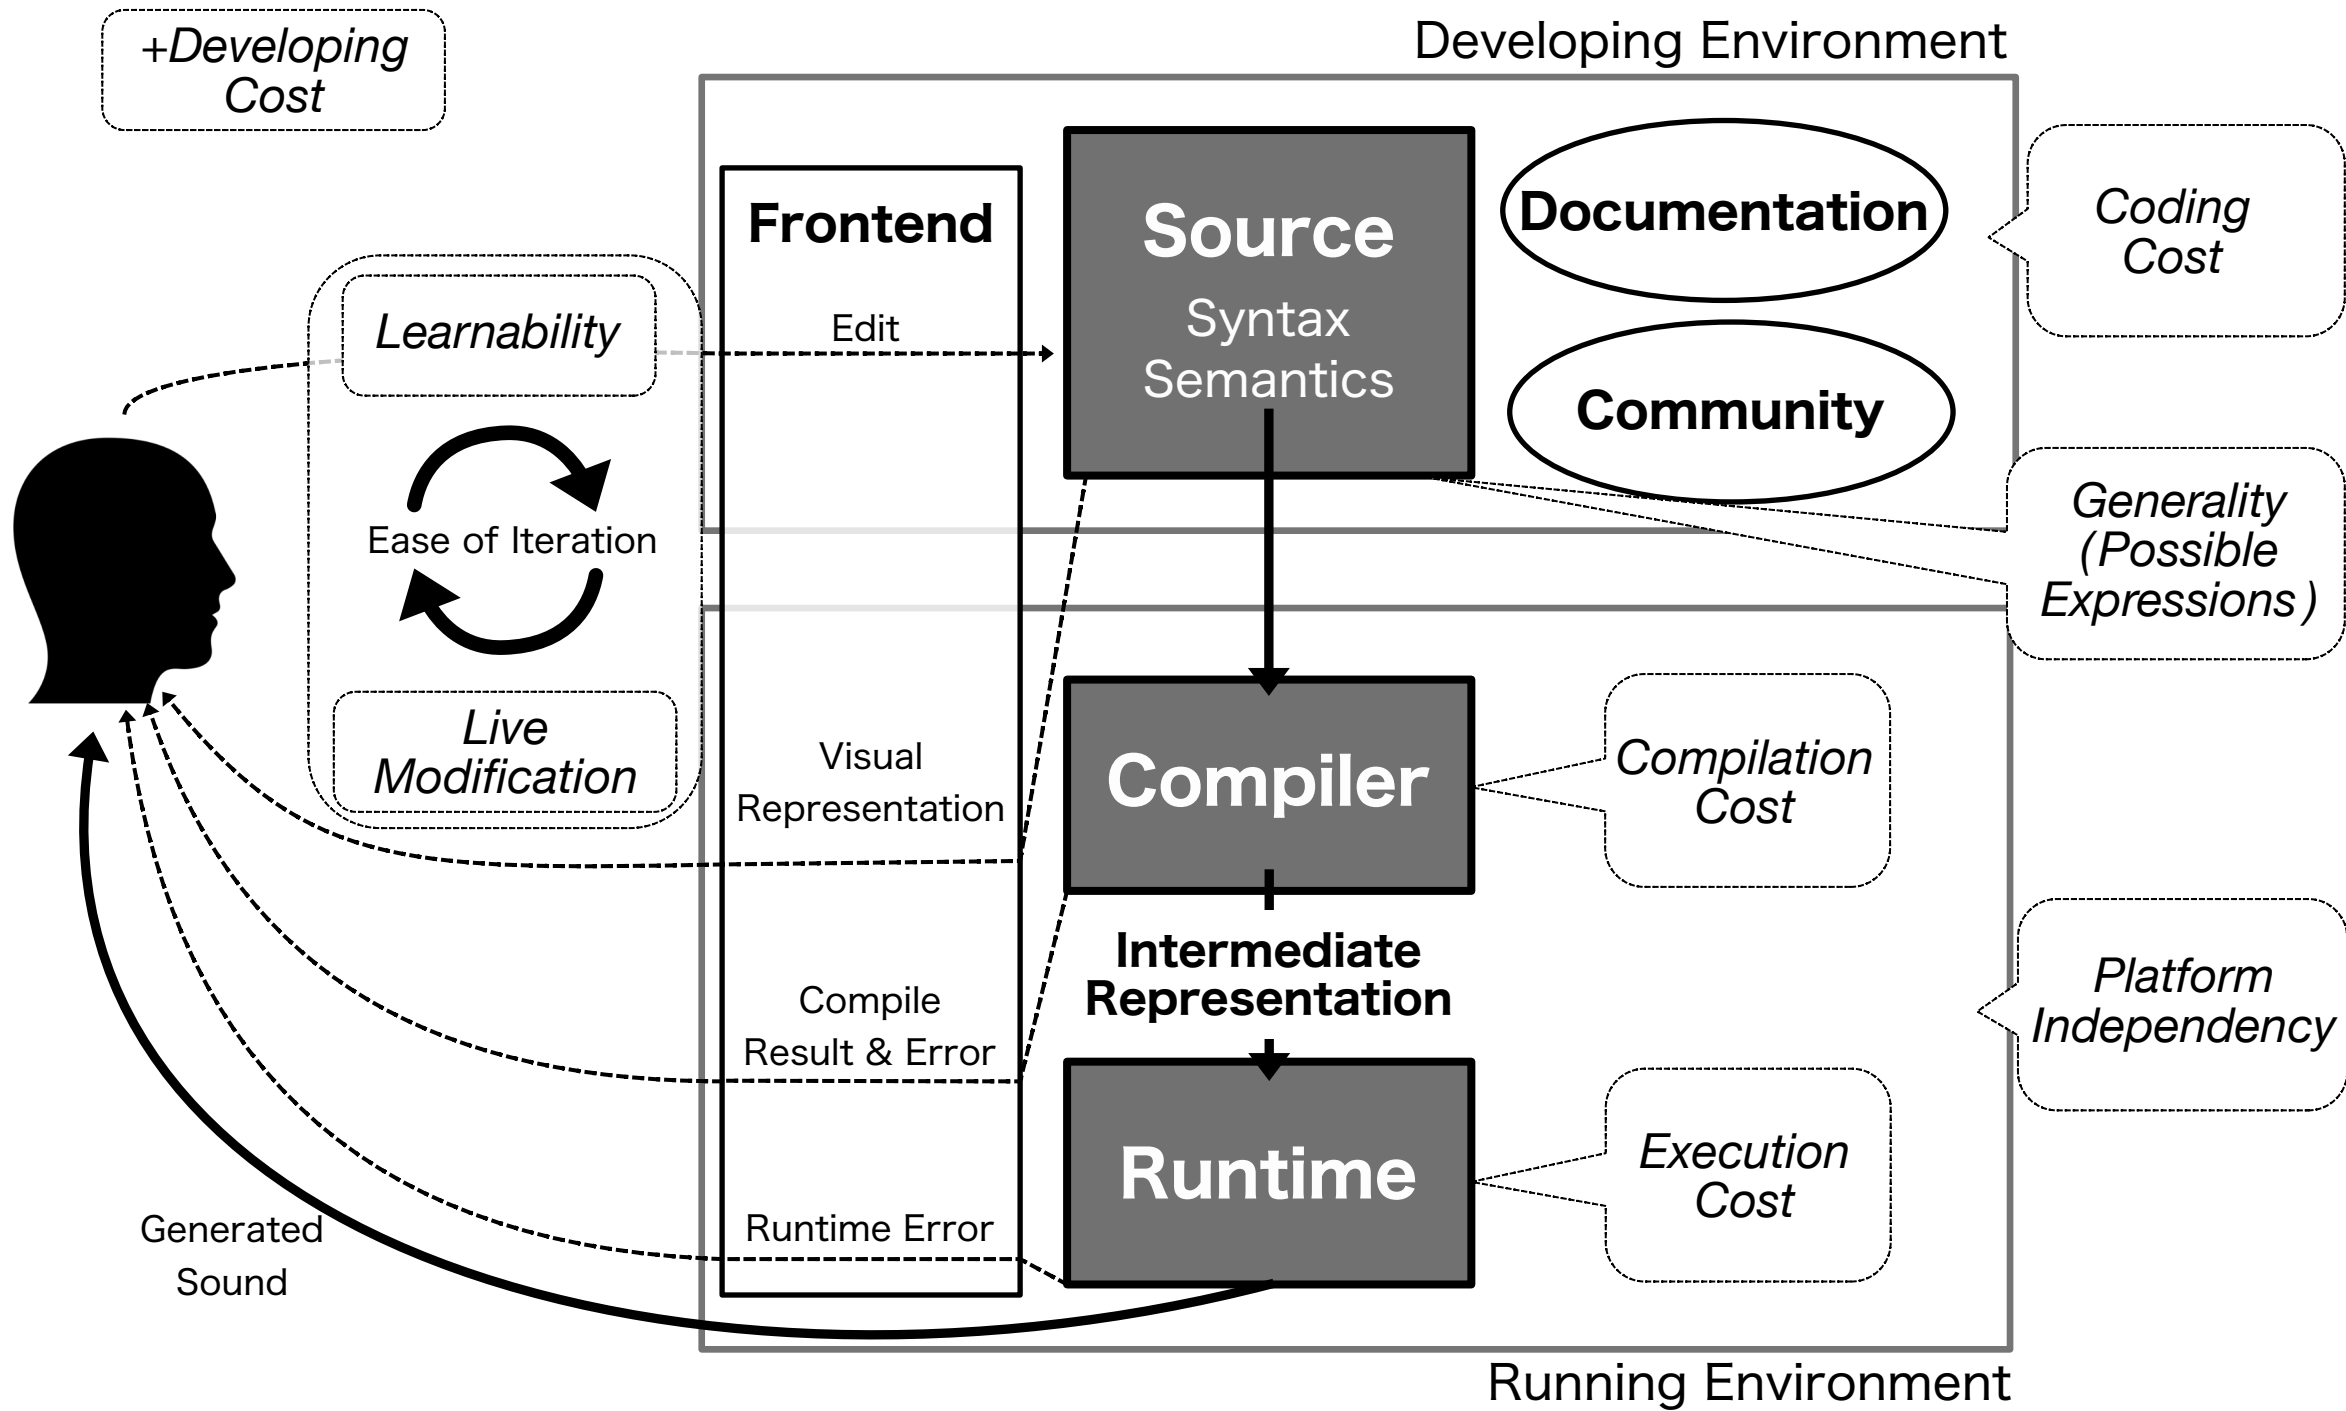 +Developing
Cost
Developing Environment
Frontend
Edit
Source
Syntax
Semantics
Documentation
Community
Coding
Cost
Generality
(Possible
Expressions)
Learnability
Ease of Iteration
Live
Modification
Visual
Representation
Compiler
Compilation
Cost
Intermediate
Representation
Compile
Result & Error
Platform
Independency
Runtime
Execution
Cost
Runtime Error
Generated
Sound
Running Environment